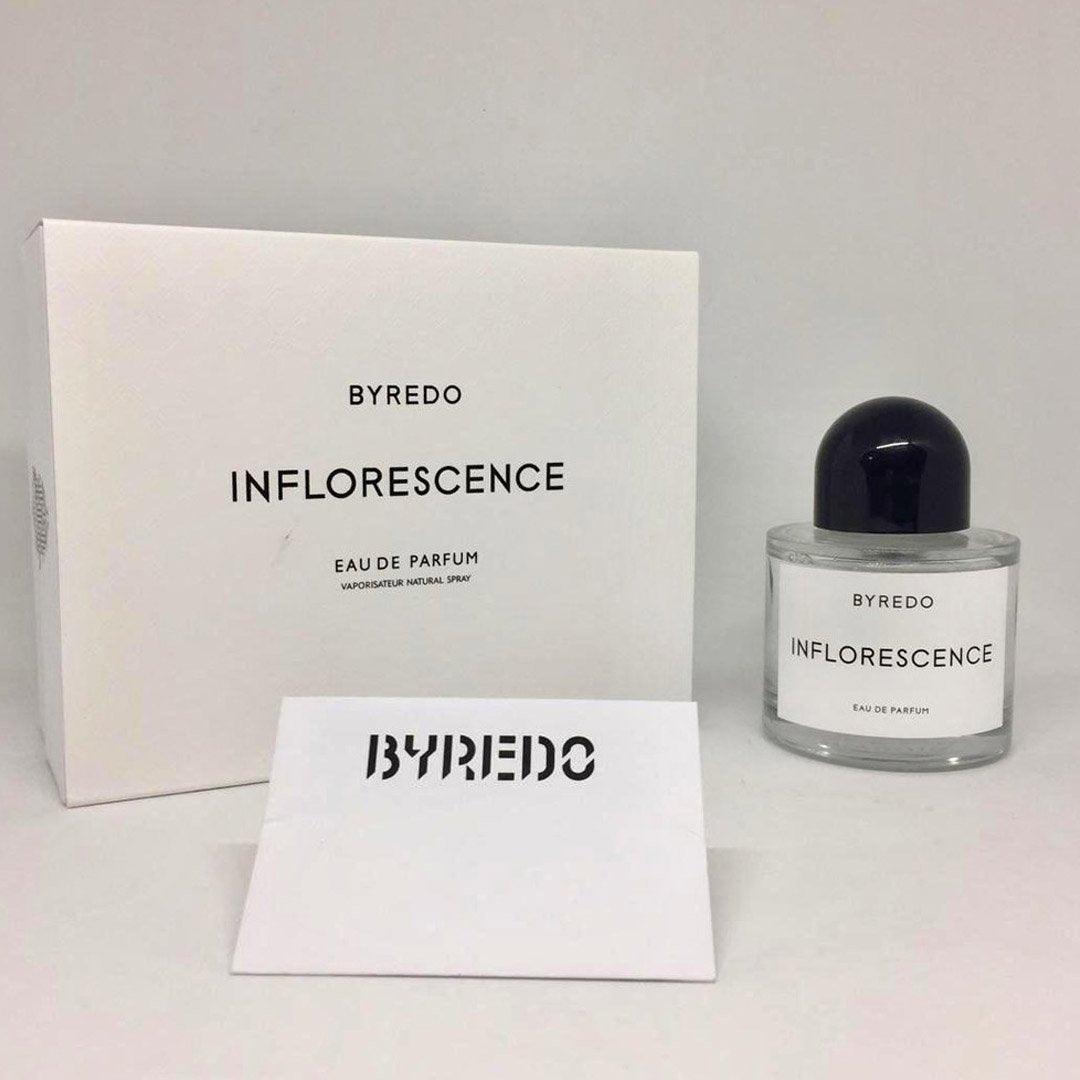 BYREDO
INFLORESCENCE
EAU DE PARFUM
VAPORISATEUR NATURAL SPRAY
BYREDO
INFLORESCENCE
EAU DE PARFUM
BYREDO